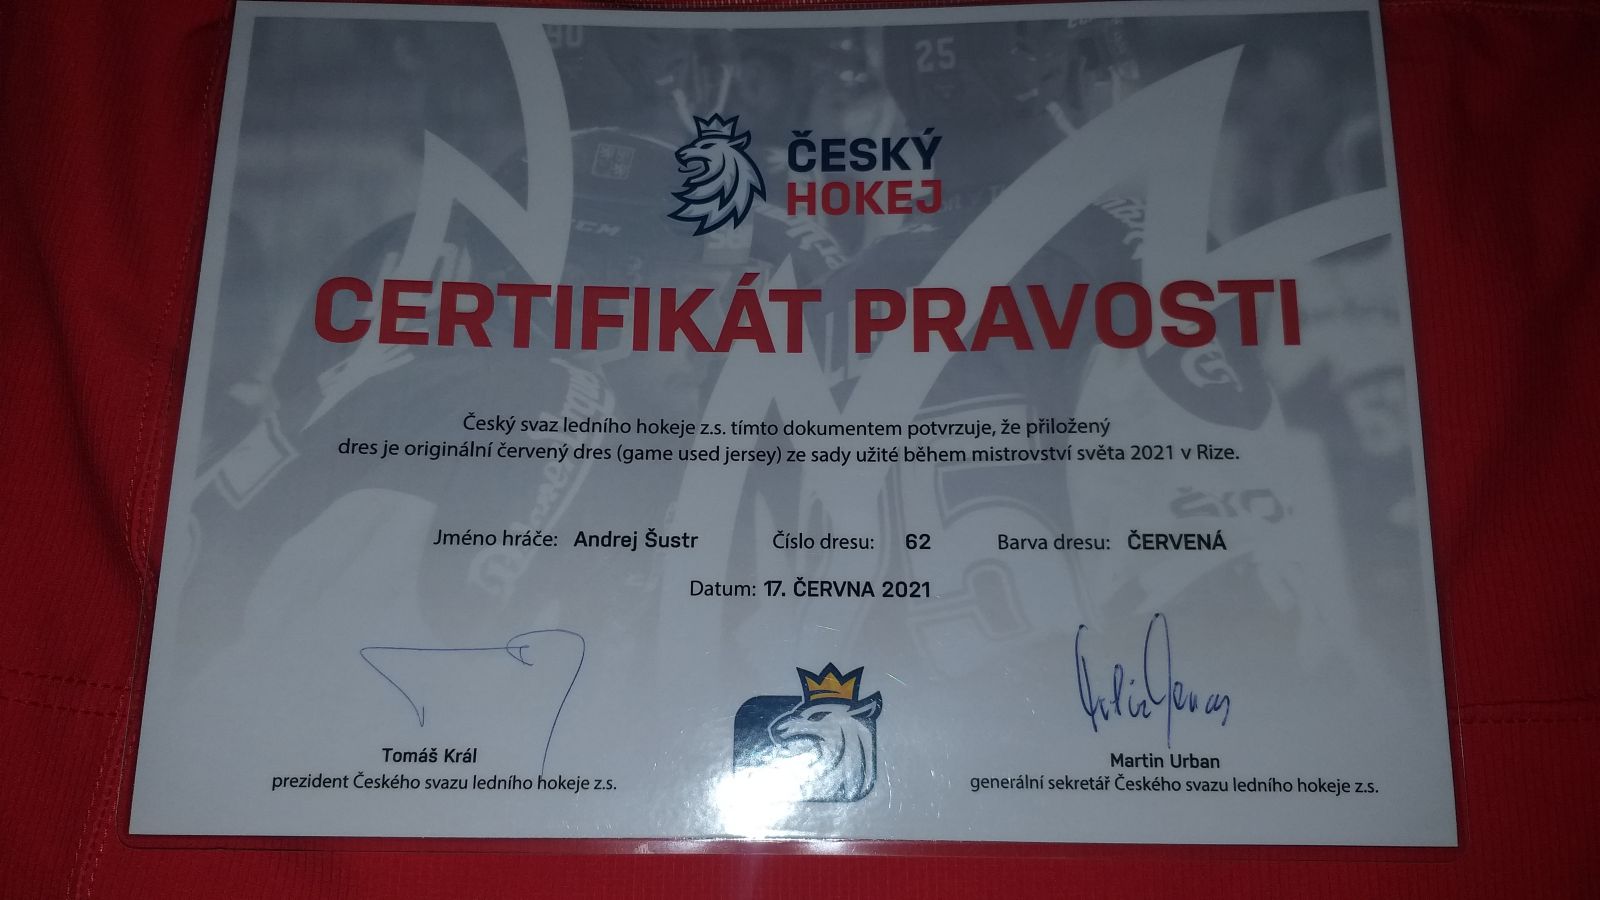 90
25
ČESKÝ
HOKEJ
CCM
CERTIFIKÁT PRAVOSTI
Český svaz ledního hokeje z.s. tímto dokumentem potvrzuje, že přiložený
dres je originální červený dres (game used jersey) ze sady užité během mistrovství světa 2021 v Rize.
Jméno hráče: Andrej Šustr Číslo dresu: 62 Barva dresu: ČERVENÁ
Datum: 17. ČERVNA 2021
Tomáš Král
prezident Českého svazu ledního hokeje z.s.
Martin Urban
generální sekretář Českého svazu ledního hokeje z.s.